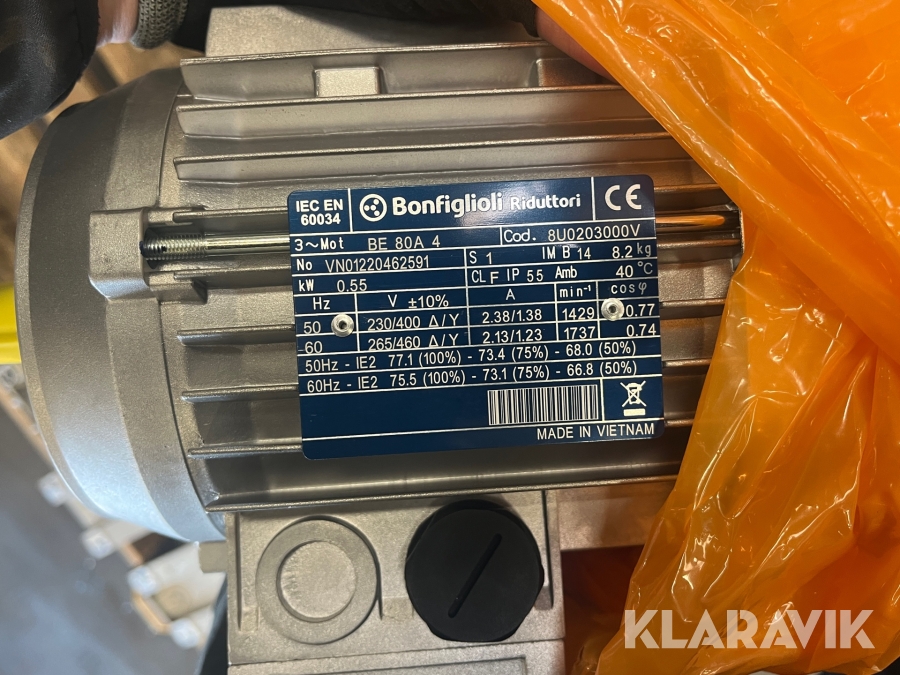 IEC EN 60034 Bonfiglioli Riduttori CE
3~Mot BE 80A 4 Cod. 8U0203000V
No VN01220462591 S 1 IM B 14 8.2 kg
kW 0.55 CL F IP 55 Amb 40 °C
Hz V ±10% A min⁻¹ cosφ
50 230/400 Δ/Y 2.38/1.38 1429 0.77
60 265/460 Δ/Y 2.13/1.23 1737 0.74
50Hz - IE2 77.1 (100%) - 73.4 (75%) - 68.0 (50%)
60Hz - IE2 75.5 (100%) - 73.1 (75%) - 66.8 (50%)
MADE IN VIETNAM
KLARAVIK